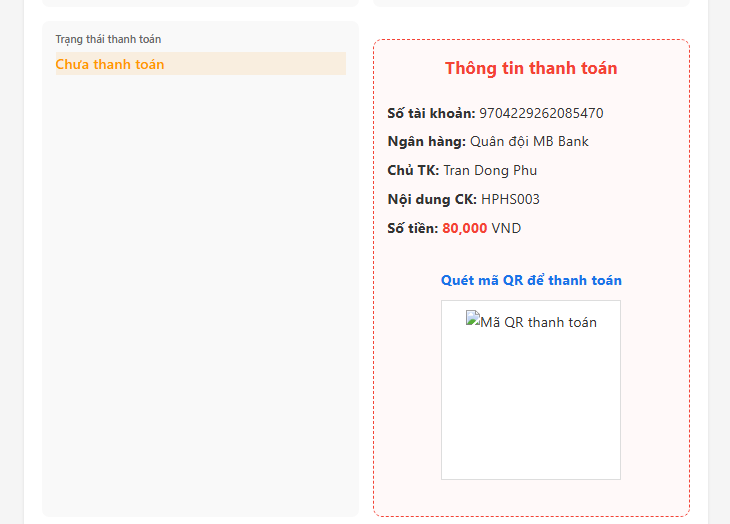 Trạng thái thanh toán
Chưa thanh toán
Thông tin thanh toán
Số tài khoản: 9704229262085470
Ngân hàng: Quân đội MB Bank
Chủ TK: Tran Dong Phu
Nội dung CK: HPHS003
Số tiền: 80,000 VND
Quét mã QR để thanh toán
Mã QR thanh toán